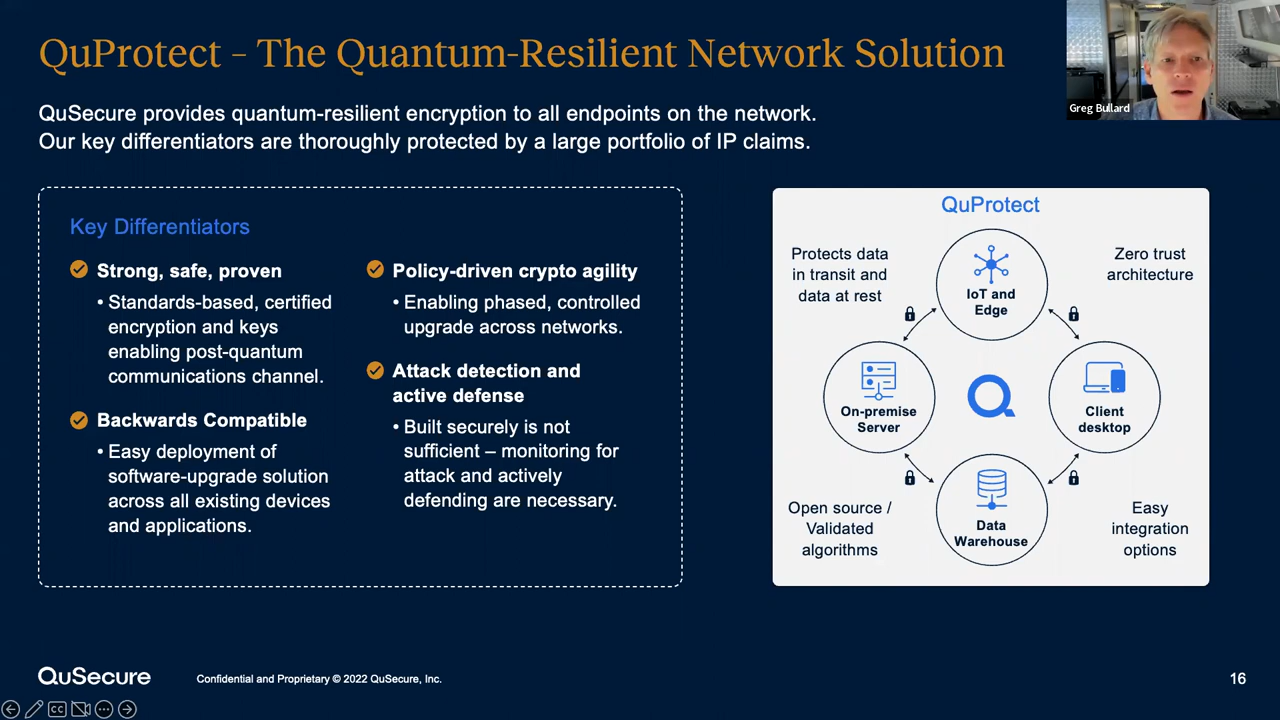 QuProtect – The Quantum-Resilient Network Solution
Greg Bullard
QuSecure provides quantum-resilient encryption to all endpoints on the network.
Our key differentiators are thoroughly protected by a large portfolio of IP claims.
Key Differentiators
Strong, safe, proven
• Standards-based, certified
encryption and keys
enabling post-quantum
communications channel.
Backwards Compatible
• Easy deployment of
software-upgrade solution
across all existing devices
and applications.
Policy-driven crypto agility
• Enabling phased, controlled
upgrade across networks.
Attack detection and
active defense
• Built securely is not
sufficient – monitoring for
attack and actively
defending are necessary.
QuProtect
Protects data
in transit and
data at rest
IoT and
Edge
Zero trust
architecture
On-premise
Server
Client
desktop
Open source /
Validated
algorithms
Data
Warehouse
Easy
integration
options
QuSecure
Confidential and Proprietary © 2022 QuSecure, Inc.
16
CC